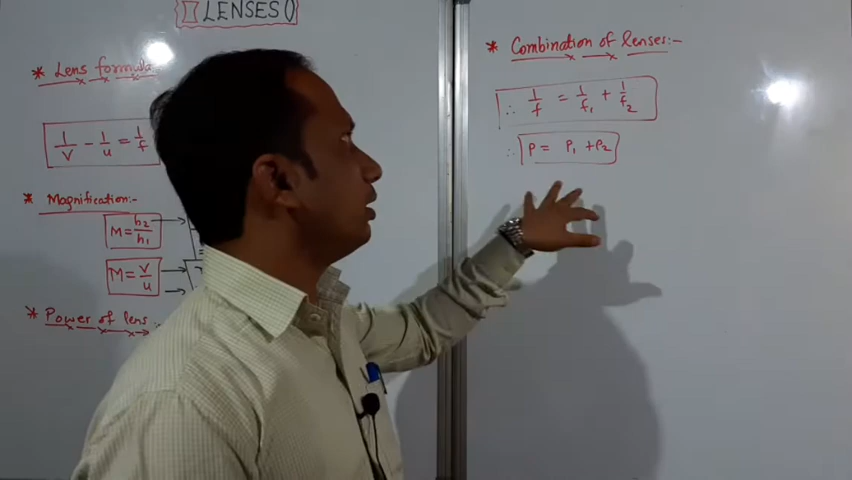 LENSES()
* Lens formula:-
1/v - 1/u = 1/f
* Magnification:-
M = h₂/h₁
M = v/u
* Power of lens :-
* Combination of lenses:-
∴ 1/f = 1/f₁ + 1/f₂
∴ P = P₁ + P₂